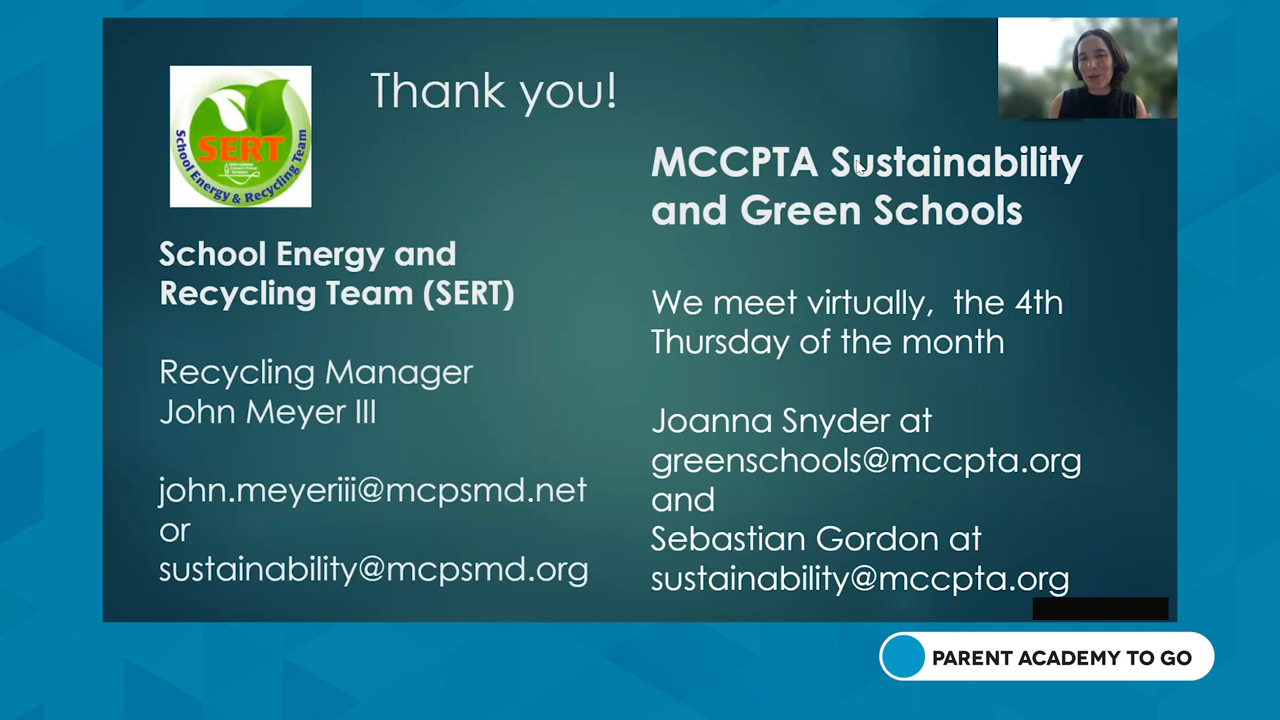 Thank you!
SERT
School Energy & Recycling Team
School Energy and
Recycling Team (SERT)
Recycling Manager
John Meyer III
john.meyeriii@mcpsmd.net
or
sustainability@mcpsmd.org
MCCPTA Sustainability
and Green Schools
We meet virtually, the 4th
Thursday of the month
Joanna Snyder at
greenschools@mccpta.org
and
Sebastian Gordon at
sustainability@mccpta.org
PARENT ACADEMY TO GO